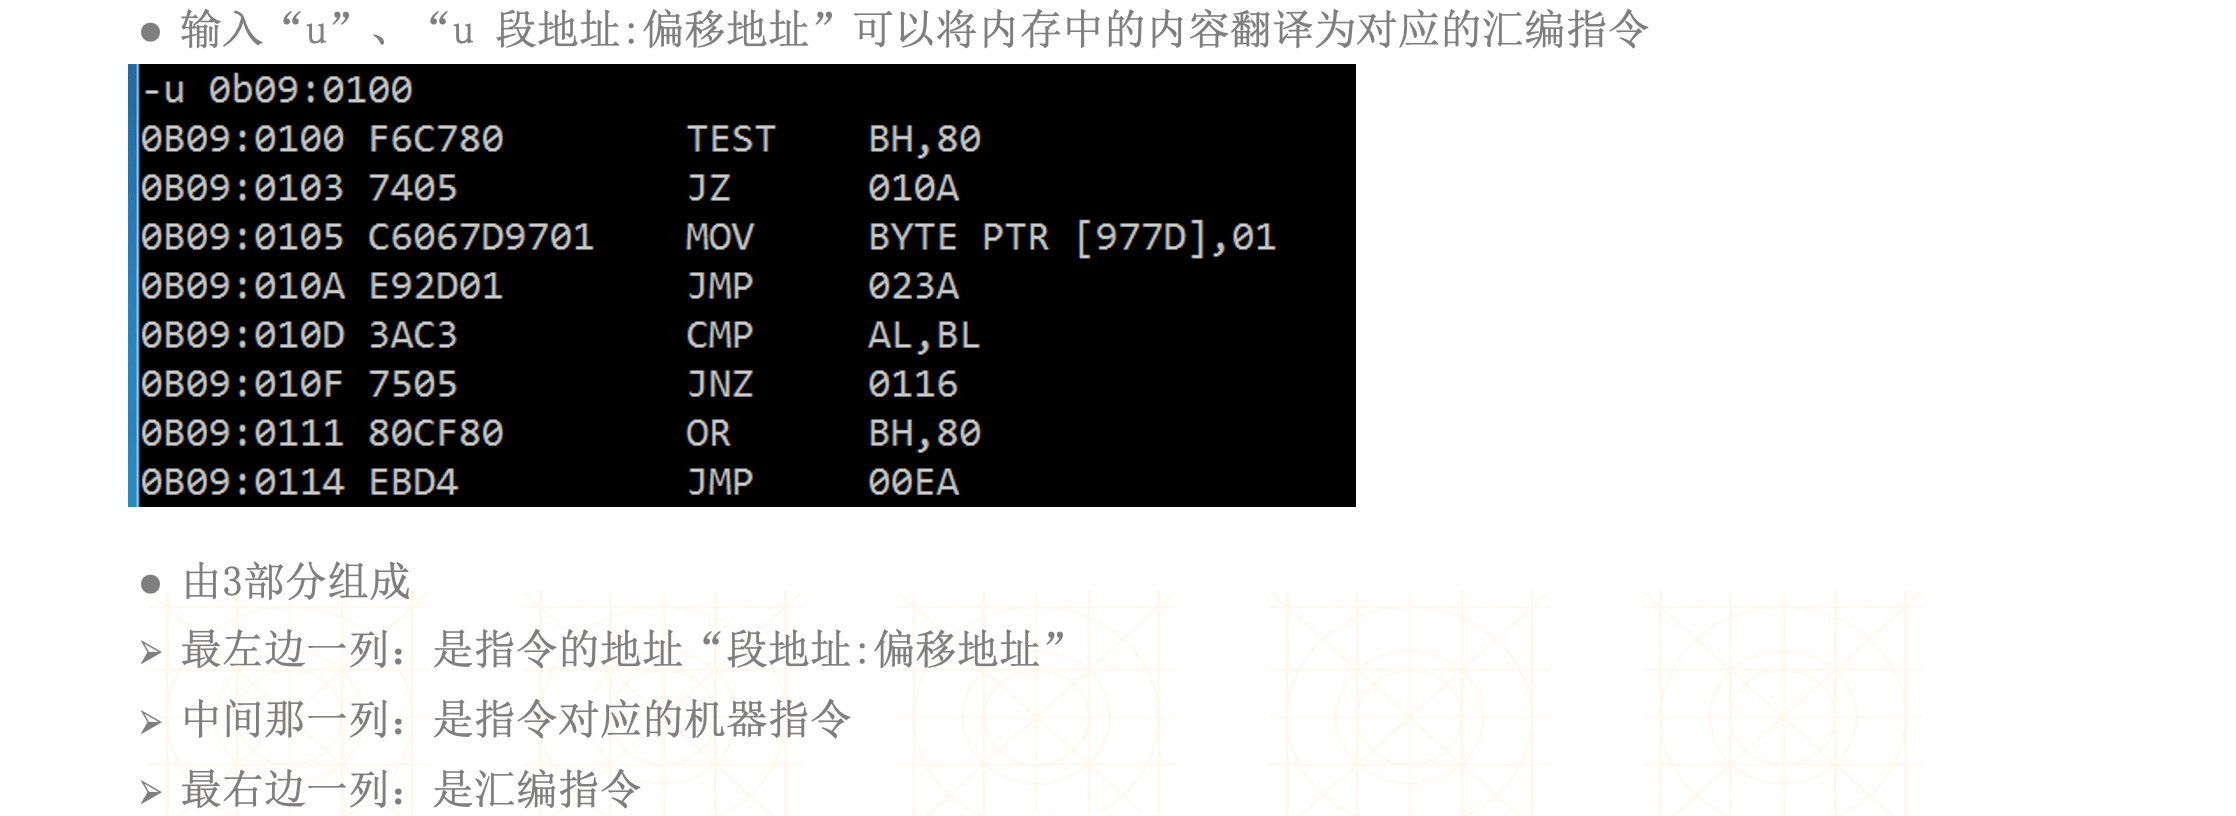 ● 输入“u”、 “u 段地址:偏移地址”可以将内存中的内容翻译为对应的汇编指令
-u 0b09:0100
0B09:0100 F6C780 TEST BH,80
0B09:0103 7405 JZ 010A
0B09:0105 C6067D9701 MOV BYTE PTR [977D],01
0B09:010A E92D01 JMP 023A
0B09:010D 3AC3 CMP AL,BL
0B09:010F 7505 JNZ 0116
0B09:0111 80CF80 OR BH,80
0B09:0114 EBD4 JMP 00EA
● 由3部分组成
➢ 最左边一列：是指令的地址“段地址:偏移地址”
➢ 中间那一列：是指令对应的机器指令
➢ 最右边一列：是汇编指令